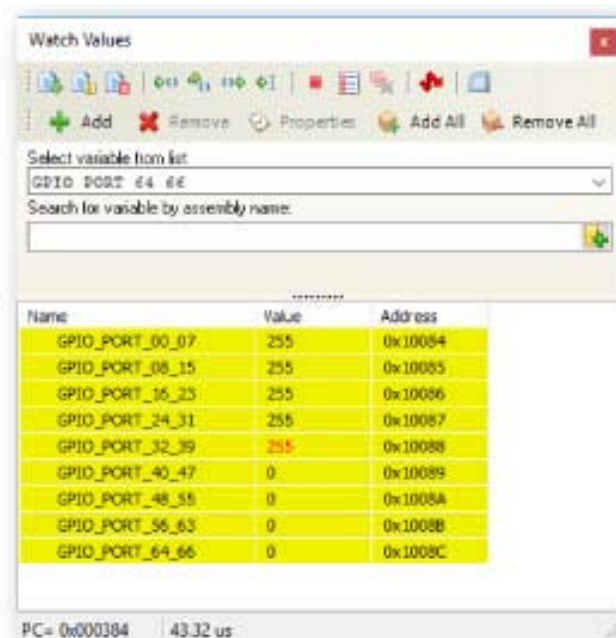 Watch Values
Add Remove Properties Add All Remove All
Select variable from list
GPIO PORT 64 66
Search for variable by assembly name:
Name Value Address
GPIO_PORT_00_07 255 0x10084
GPIO_PORT_08_15 255 0x10085
GPIO_PORT_16_23 255 0x10086
GPIO_PORT_24_31 255 0x10087
GPIO_PORT_32_39 255 0x10088
GPIO_PORT_40_47 0 0x10089
GPIO_PORT_48_55 0 0x1008A
GPIO_PORT_56_63 0 0x1008B
GPIO_PORT_64_66 0 0x1008C
PC= 0x000384 43.32 us